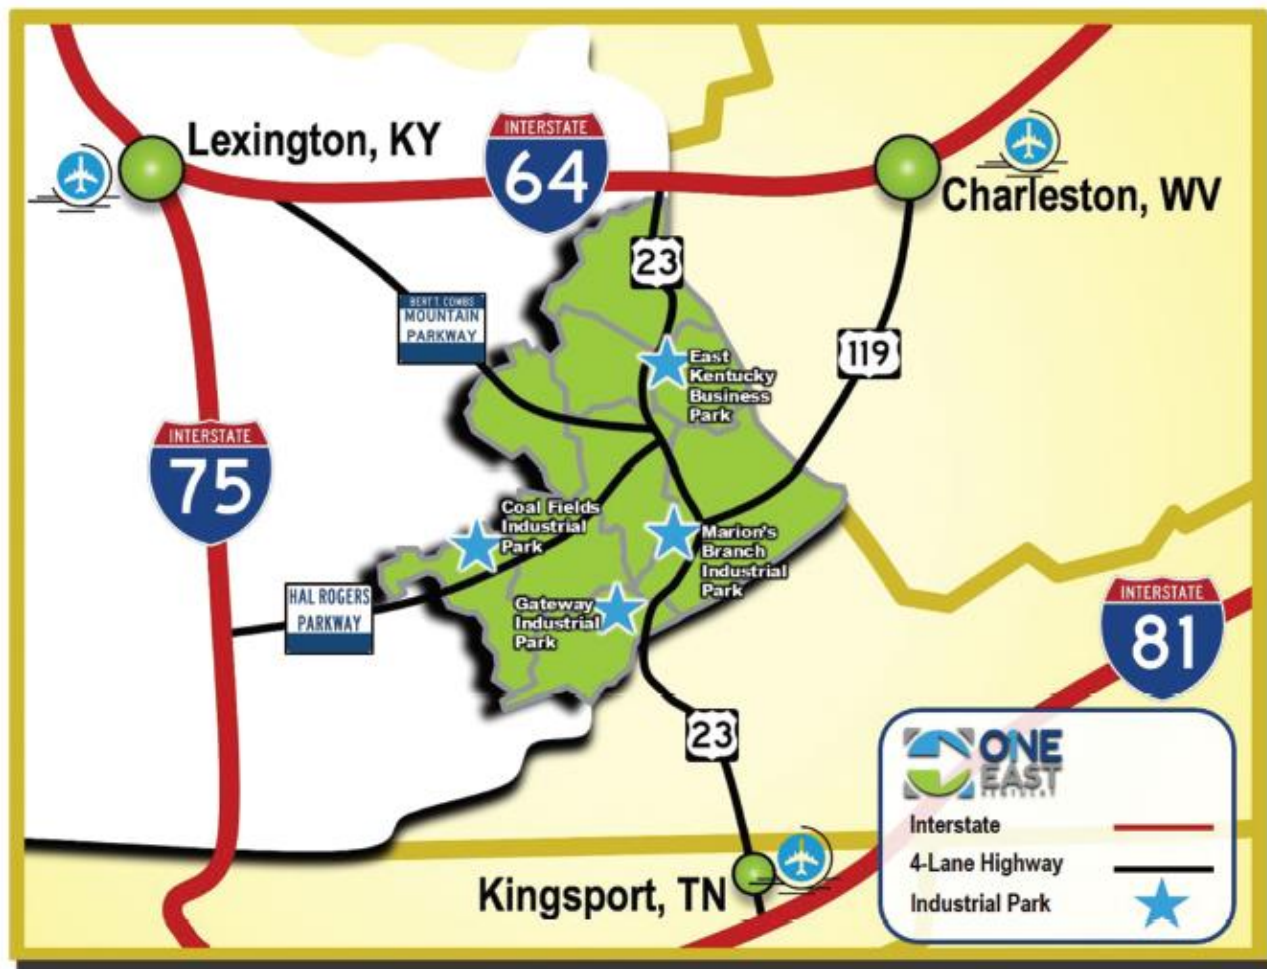 Lexington, KY
INTERSTATE
64
Charleston, WV
23
BERT T. COMBS
MOUNTAIN
PARKWAY
119
East
Kentucky
Business
Park
INTERSTATE
75
Coal Fields
Industrial
Park
Marion's
Branch
Industrial
Park
HAL ROGERS
PARKWAY
Gateway
Industrial
Park
INTERSTATE
81
23
ONE
EAST
KENTUCKY
Interstate
4-Lane Highway
Industrial Park
Kingsport, TN